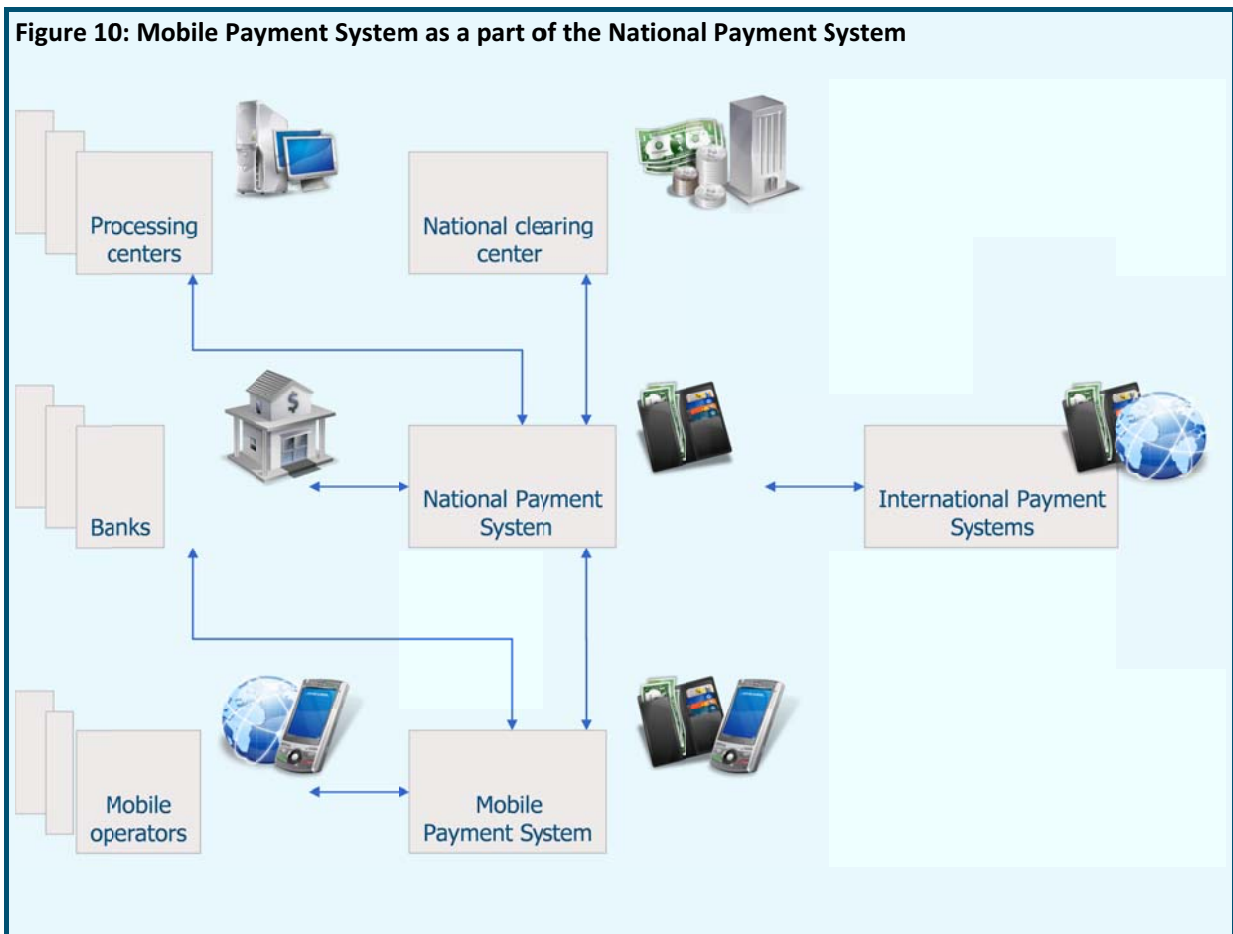 Figure 10: Mobile Payment System as a part of the National Payment System
Processing
centers
National clearing
center
Banks
National Payment
System
International Payment
Systems
Mobile
operators
Mobile
Payment System